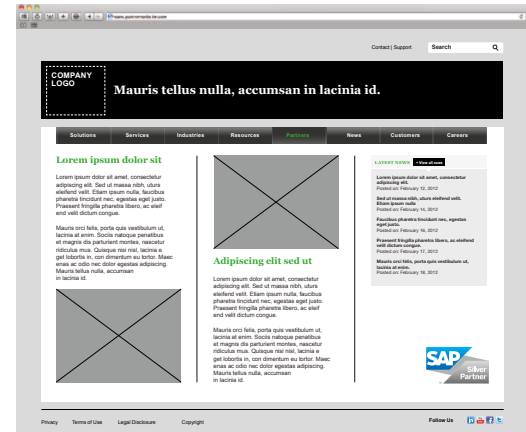 Contact | Support
Search
COMPANY
LOGO
Mauris tellus nulla, accumsan in lacinia id.
Solutions
Services
Industries
Resources
Partners
News
Customers
Careers
Lorem ipsum dolor sit
Lorem ipsum dolor sit amet, consectetur
adipiscing elit. Ut massa nibh, uturs
eleifend velit. Etiam ipsum nulla, faucibus
pharetra tincidunt nec, egestas eget justo.
Praesent fringilla pharetra libero, ac eleif
end velit dictum congue.
Mauris orci felis, porta quis vestibulum ut,
lacinia at enim. Sociis natoque penatibus
et magnis dis parturient montes, nascetur
ridiculus mus. Quisque nisi nisl, lacinia e
get lobortis in, con dimentum eu tortor. Maec
enas ac odio nec dolor egestas adipiscing.
Mauris tellus nulla, accumsan
in lacinia id.
Adipiscing elit sed ut
Lorem ipsum dolor sit amet, consectetur
adipiscing elit. Ut massa nibh, uturs
eleifend velit. Etiam ipsum nulla, faucibus
pharetra tincidunt nec, egestas eget justo.
Praesent fringilla pharetra libero, ac eleif
end velit dictum congue.
Mauris orci felis, porta quis vestibulum ut,
lacinia at enim. Sociis natoque penatibus
et magnis dis parturient montes, nascetur
ridiculus mus. Quisque nisi nisl, lacinia e
get lobortis in, con dimentum eu tortor. Maec
enas ac odio nec dolor egestas adipiscing.
Mauris tellus nulla, accumsan
in lacinia id.
LATEST NEWS
+ View all news
Lorem ipsum dolor sit amet, consectetur
adipiscing elit.
Posted on: February 12, 2012
Sed ut massa nibh, uturs eleifend velit.
Etiam ipsum nulla
Posted on: February 14, 2012
Faucibus pharetra tincidunt nec, egestas
eget justo.
Posted on: February 16, 2012
Praesent fringilla pharetra libero, ac eleifend
velit dictum congue.
Posted on: February 17, 2012
Mauris orci felis, porta quis vestibulum ut,
lacinia at enim.
Posted on: February 18, 2012
SAP
Silver
Partner
Privacy
Terms of Use
Legal Disclosure
Copyright
Follow Us